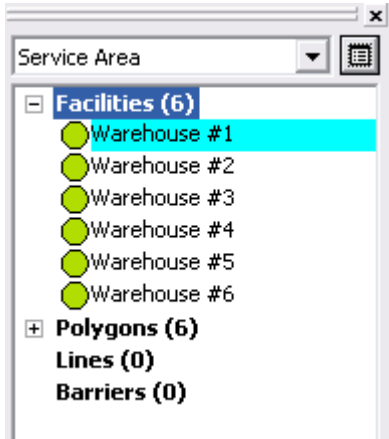 Service Area
Facilities (6)
Warehouse #1
Warehouse #2
Warehouse #3
Warehouse #4
Warehouse #5
Warehouse #6
Polygons (6)
Lines (0)
Barriers (0)